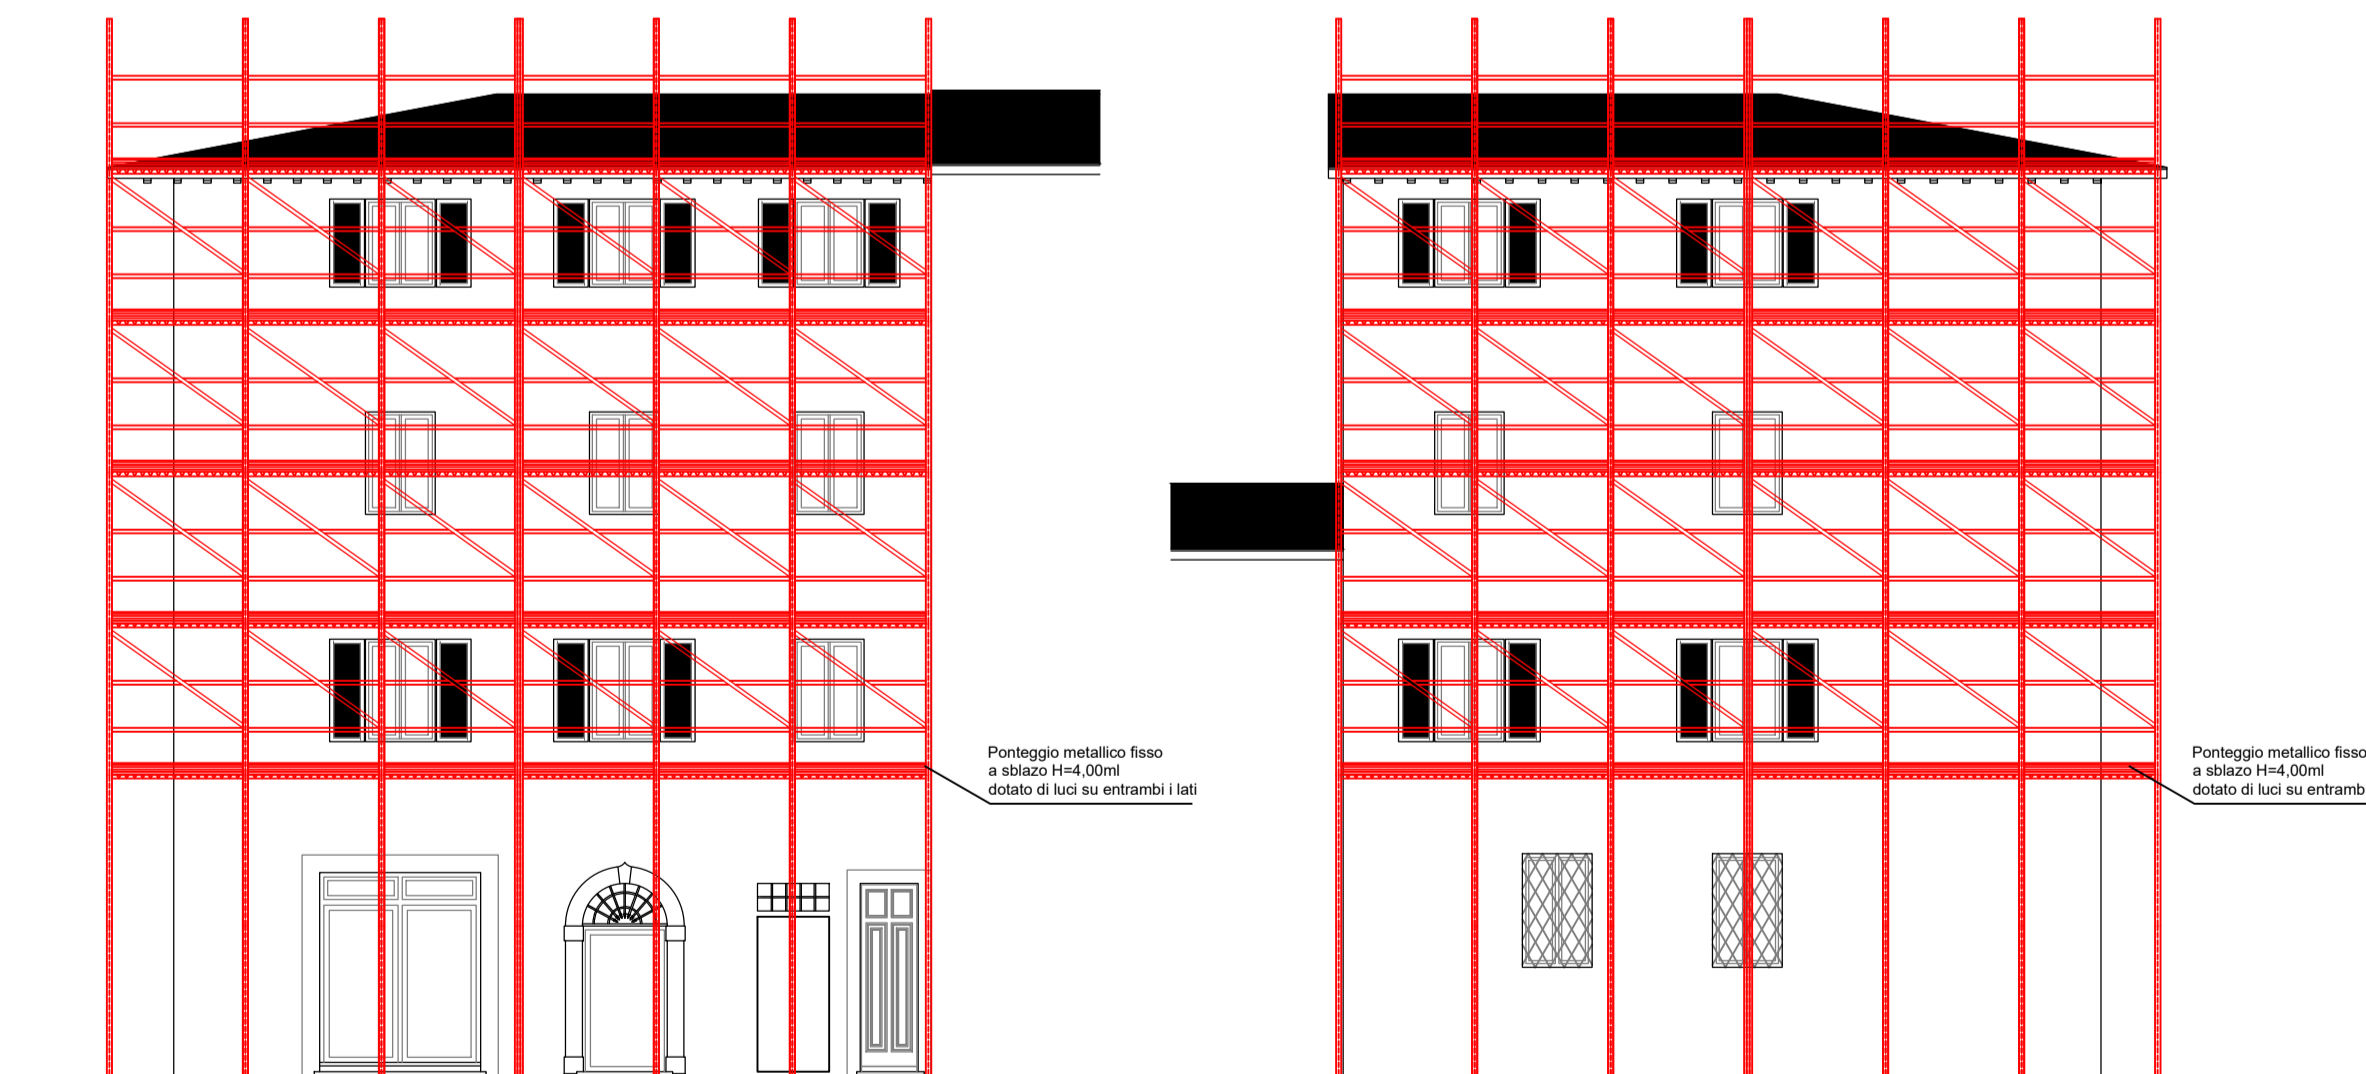 Ponteggio metallico fisso
a sblazo H=4,00ml
dotato di luci su entrambi i lati
Ponteggio metallico fisso
a sblazo H=4,00ml
dotato di luci su entramb